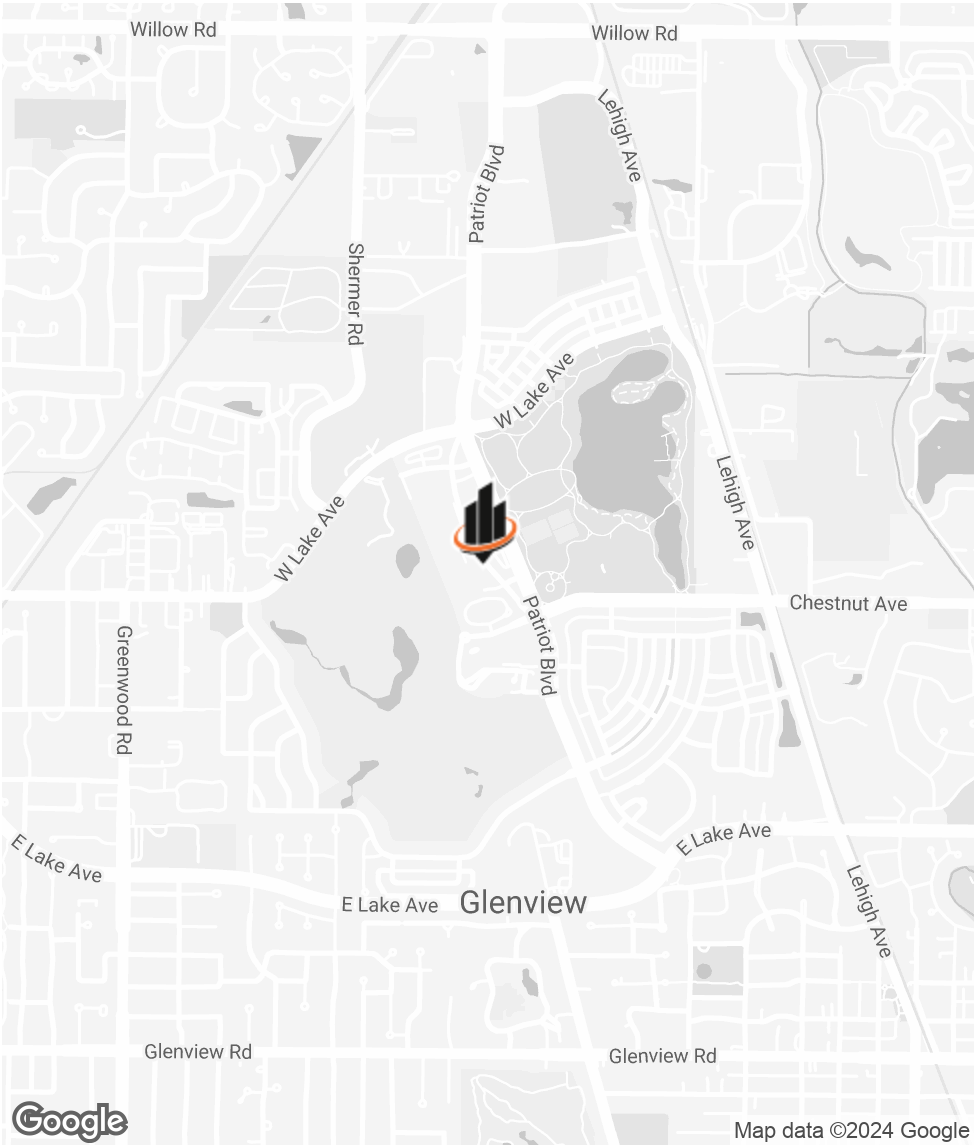 Willow Rd
Willow Rd
Lehigh Ave
Patriot Blvd
Shermer Rd
W Lake Ave
Lehigh Ave
W Lake Ave
Chestnut Ave
Patriot Blvd
Greenwood Rd
E Lake Ave
E Lake Ave
Lehigh Ave
E Lake Ave
Glenview
Glenview Rd
Glenview Rd
Google
Map data ©2024 Google